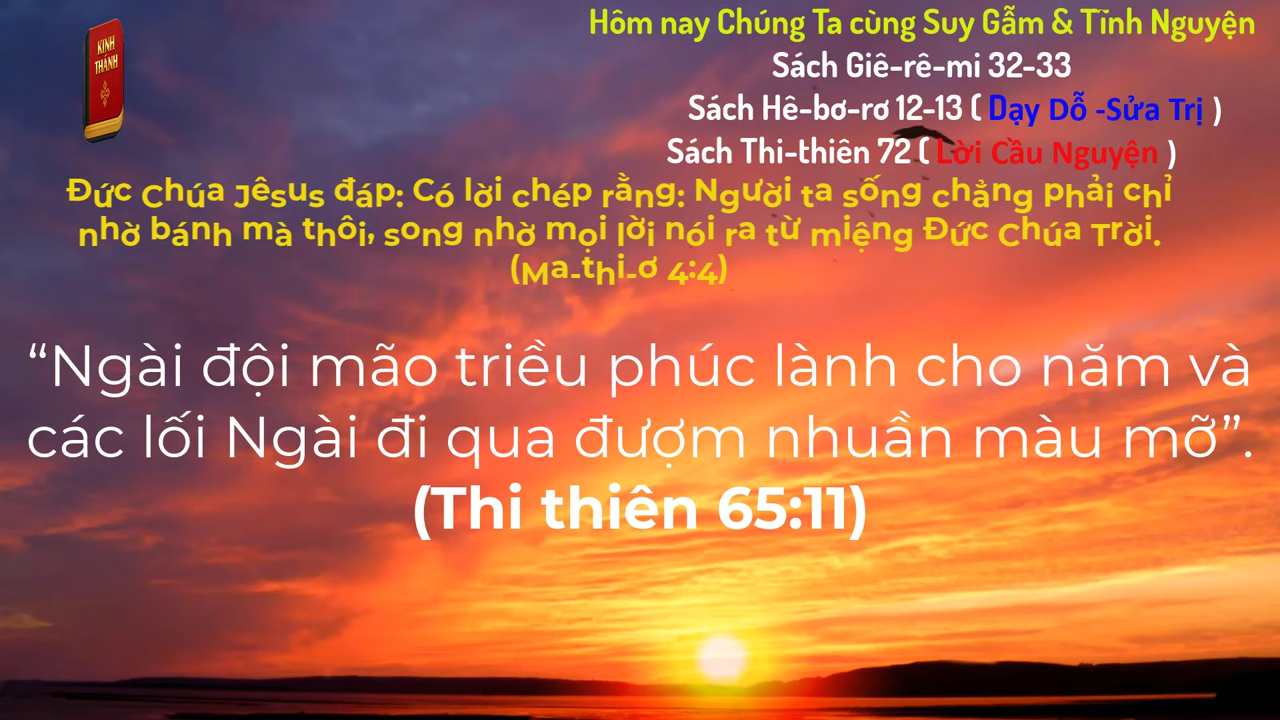 KINH
THÁNH
Hôm nay Chúng Ta cùng Suy Gẫm & Tĩnh Nguyện
Sách Giê-rê-mi 32-33
Sách Hê-bơ-rơ 12-13 ( Dạy Dỗ -Sửa Trị )
Sách Thi-thiên 72 ( Lời Cầu Nguyện )
Đức Chúa Jêsus đáp: Có lời chép rằng: Người ta sống chẳng phải chỉ
nhờ bánh mà thôi, song nhờ mọi lời nói ra từ miệng Đức Chúa Trời.
(Ma-thi-ơ 4:4)
“Ngài đội mão triều phúc lành cho năm và
các lối Ngài đi qua đượm nhuần màu mỡ”.
(Thi thiên 65:11)